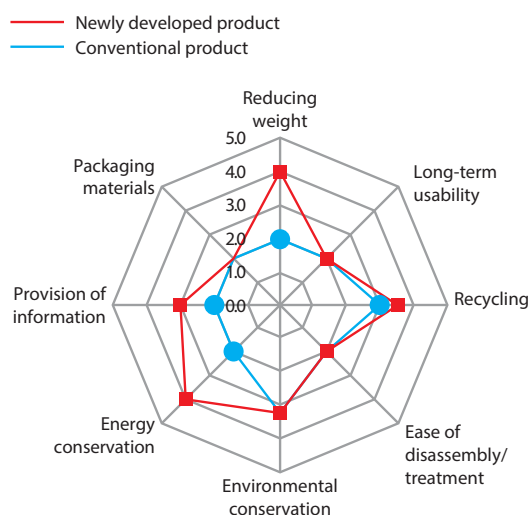 Newly developed product
Conventional product
Reducing
weight
5.0
4.0
3.0
2.0
1.0
0.0
Packaging
materials
Long-term
usability
Provision of
information
Recycling
Energy
conservation
Ease of
disassembly/
treatment
Environmental
conservation